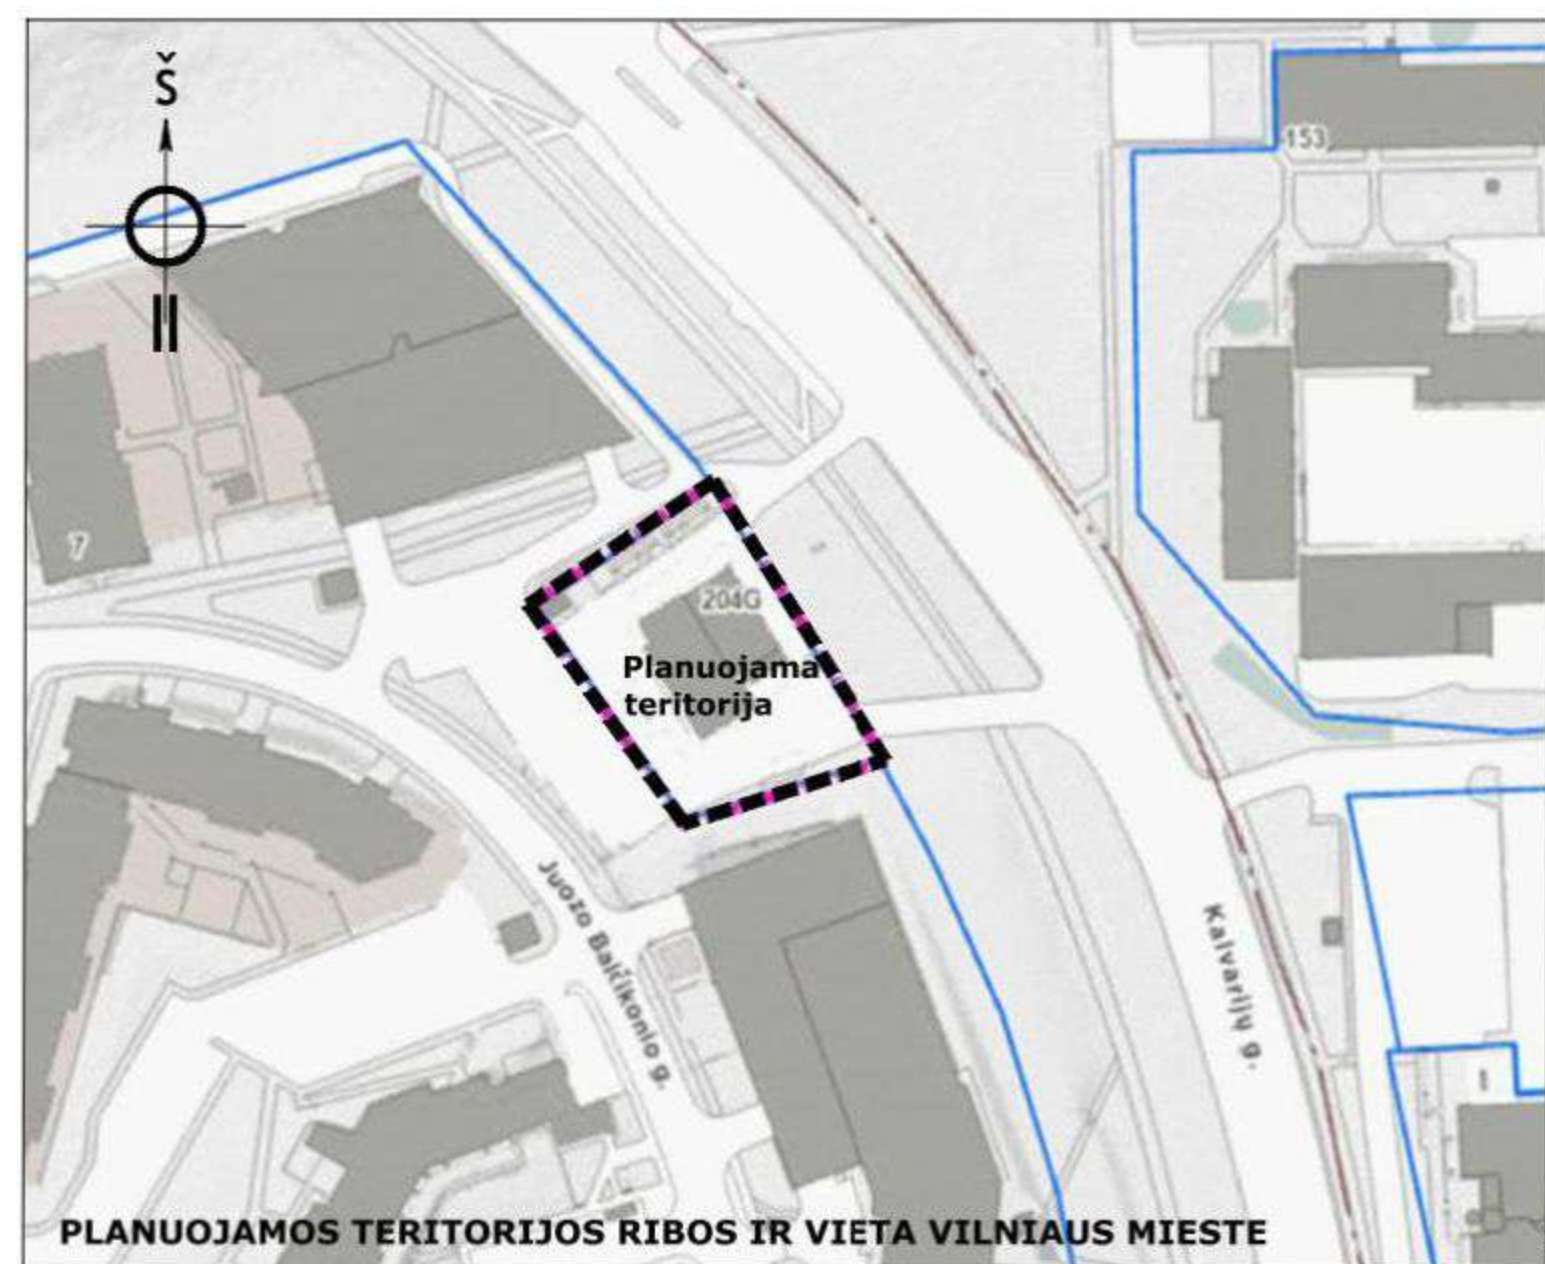 Š
153
7
204G
Planuojama
teritorija
Juozo Balčikonio g.
Kalvarijų g.
PLANUOJAMOS TERITORIJOS RIBOS IR VIETA VILNIAUS MIESTE